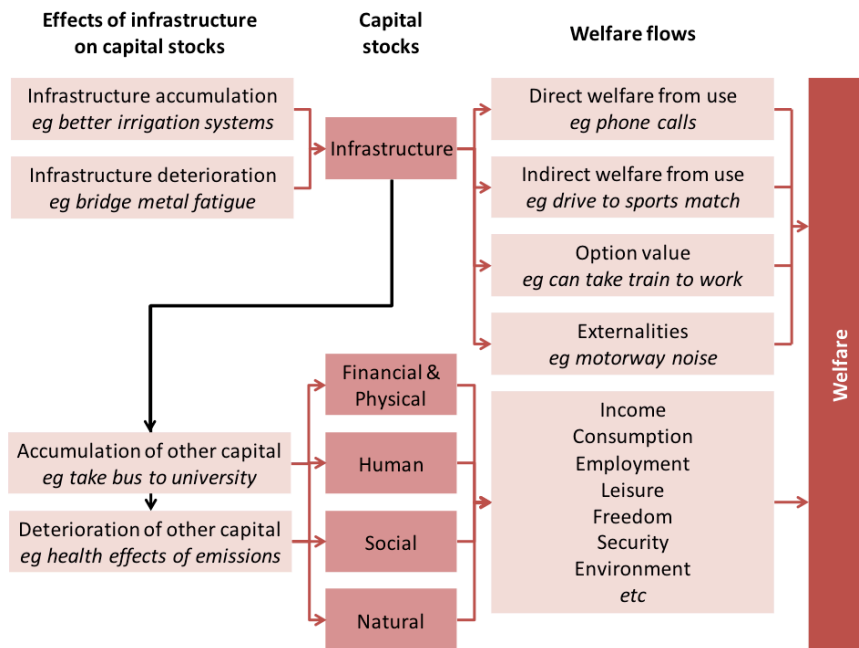 Effects of infrastructure
on capital stocks
Capital
stocks
Welfare flows
Infrastructure accumulation
eg better irrigation systems
Infrastructure deterioration
eg bridge metal fatigue
Infrastructure
Direct welfare from use
eg phone calls
Indirect welfare from use
eg drive to sports match
Option value
eg can take train to work
Externalities
eg motorway noise
Accumulation of other capital
eg take bus to university
Deterioration of other capital
eg health effects of emissions
Financial &
Physical
Human
Social
Natural
Income
Consumption
Employment
Leisure
Freedom
Security
Environment
etc
Welfare